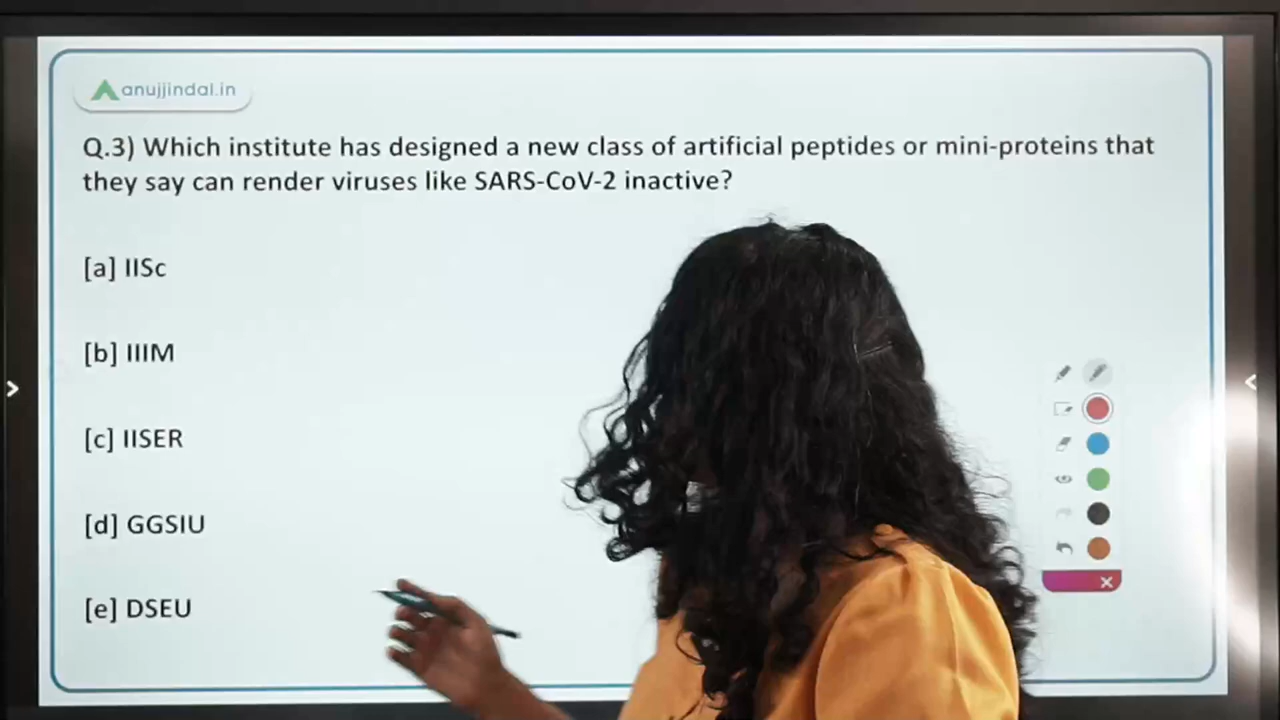 anujjindal.in
Q.3) Which institute has designed a new class of artificial peptides or mini-proteins that
they say can render viruses like SARS-CoV-2 inactive?
[a] IISc
[b] IIIM
[c] IISER
[d] GGSIU
[e] DSEU